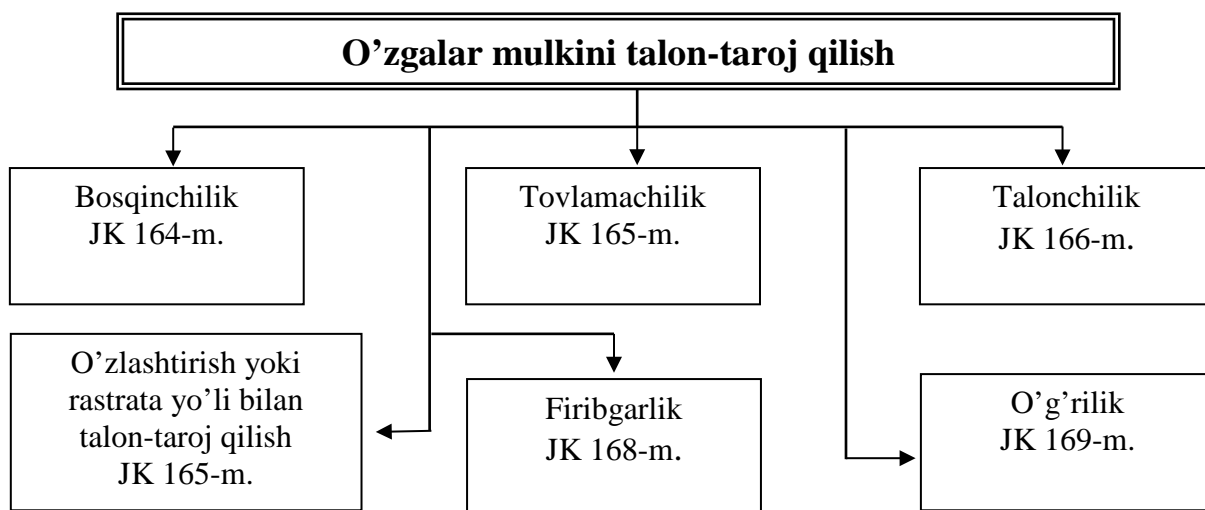 O’zgalar mulkini talon-taroj qilish
Bosqinchilik
JK 164-m.
Tovlamachilik
JK 165-m.
Talonchilik
JK 166-m.
O’zlashtirish yoki
rastrata yo’li bilan
talon-taroj qilish
JK 165-m.
Firibgarlik
JK 168-m.
O’g’rilik
JK 169-m.